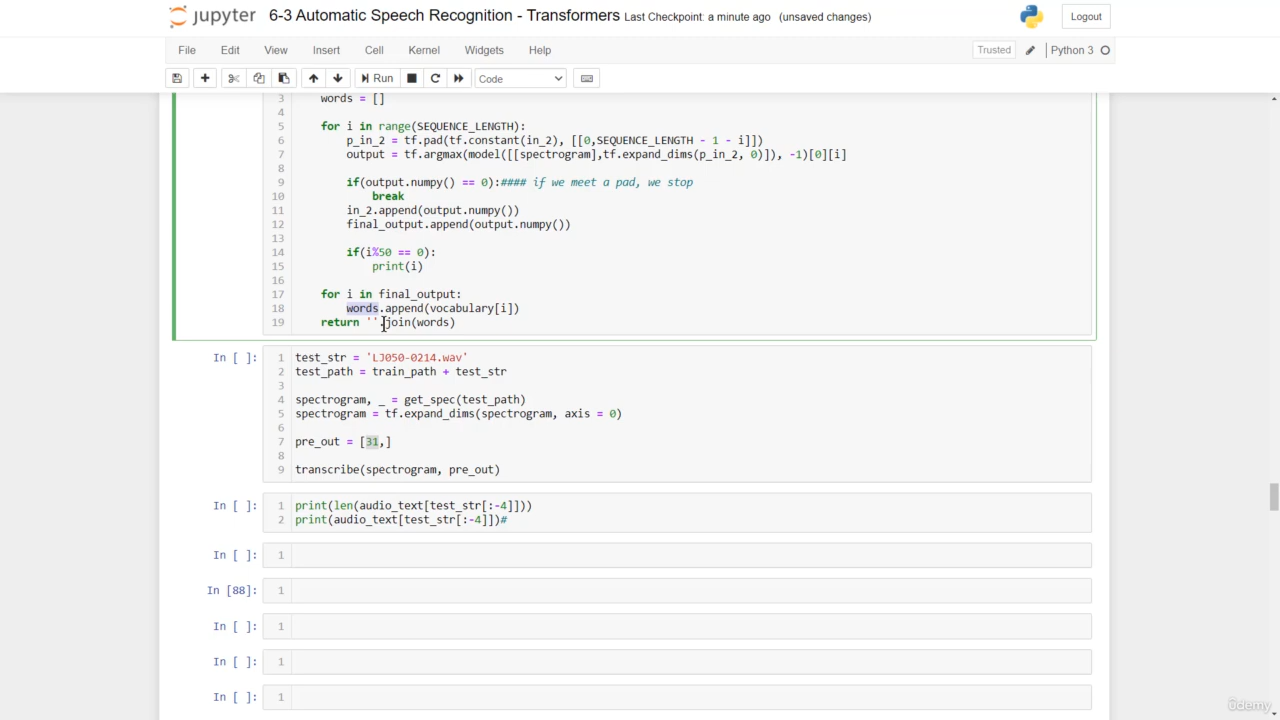 jupyter 6-3 Automatic Speech Recognition - Transformers Last Checkpoint: a minute ago (unsaved changes) Logout
File Edit View Insert Cell Kernel Widgets Help Trusted Python 3
Run Code
3 words = []
4
5 for i in range(SEQUENCE_LENGTH):
6 p_in_2 = tf.pad(tf.constant(in_2), [[0,SEQUENCE_LENGTH - 1 - i]])
7 output = tf.argmax(model([[spectrogram],tf.expand_dims(p_in_2, 0)]), -1)[0][i]
8
9 if(output.numpy() == 0):#### if we meet a pad, we stop
10 break
11 in_2.append(output.numpy())
12 final_output.append(output.numpy())
13
14 if(i%50 == 0):
15 print(i)
16
17 for i in final_output:
18 words.append(vocabulary[i])
19 return ''.join(words)
In [ ]: 1 test_str = 'LJ050-0214.wav'
2 test_path = train_path + test_str
3
4 spectrogram, _ = get_spec(test_path)
5 spectrogram = tf.expand_dims(spectrogram, axis = 0)
6
7 pre_out = [31,]
8
9 transcribe(spectrogram, pre_out)
In [ ]: 1 print(len(audio_text[test_str[:-4]]))
2 print(audio_text[test_str[:-4]])#
In [ ]: 1
In [88]: 1
In [ ]: 1
In [ ]: 1
In [ ]: 1
ûdemy